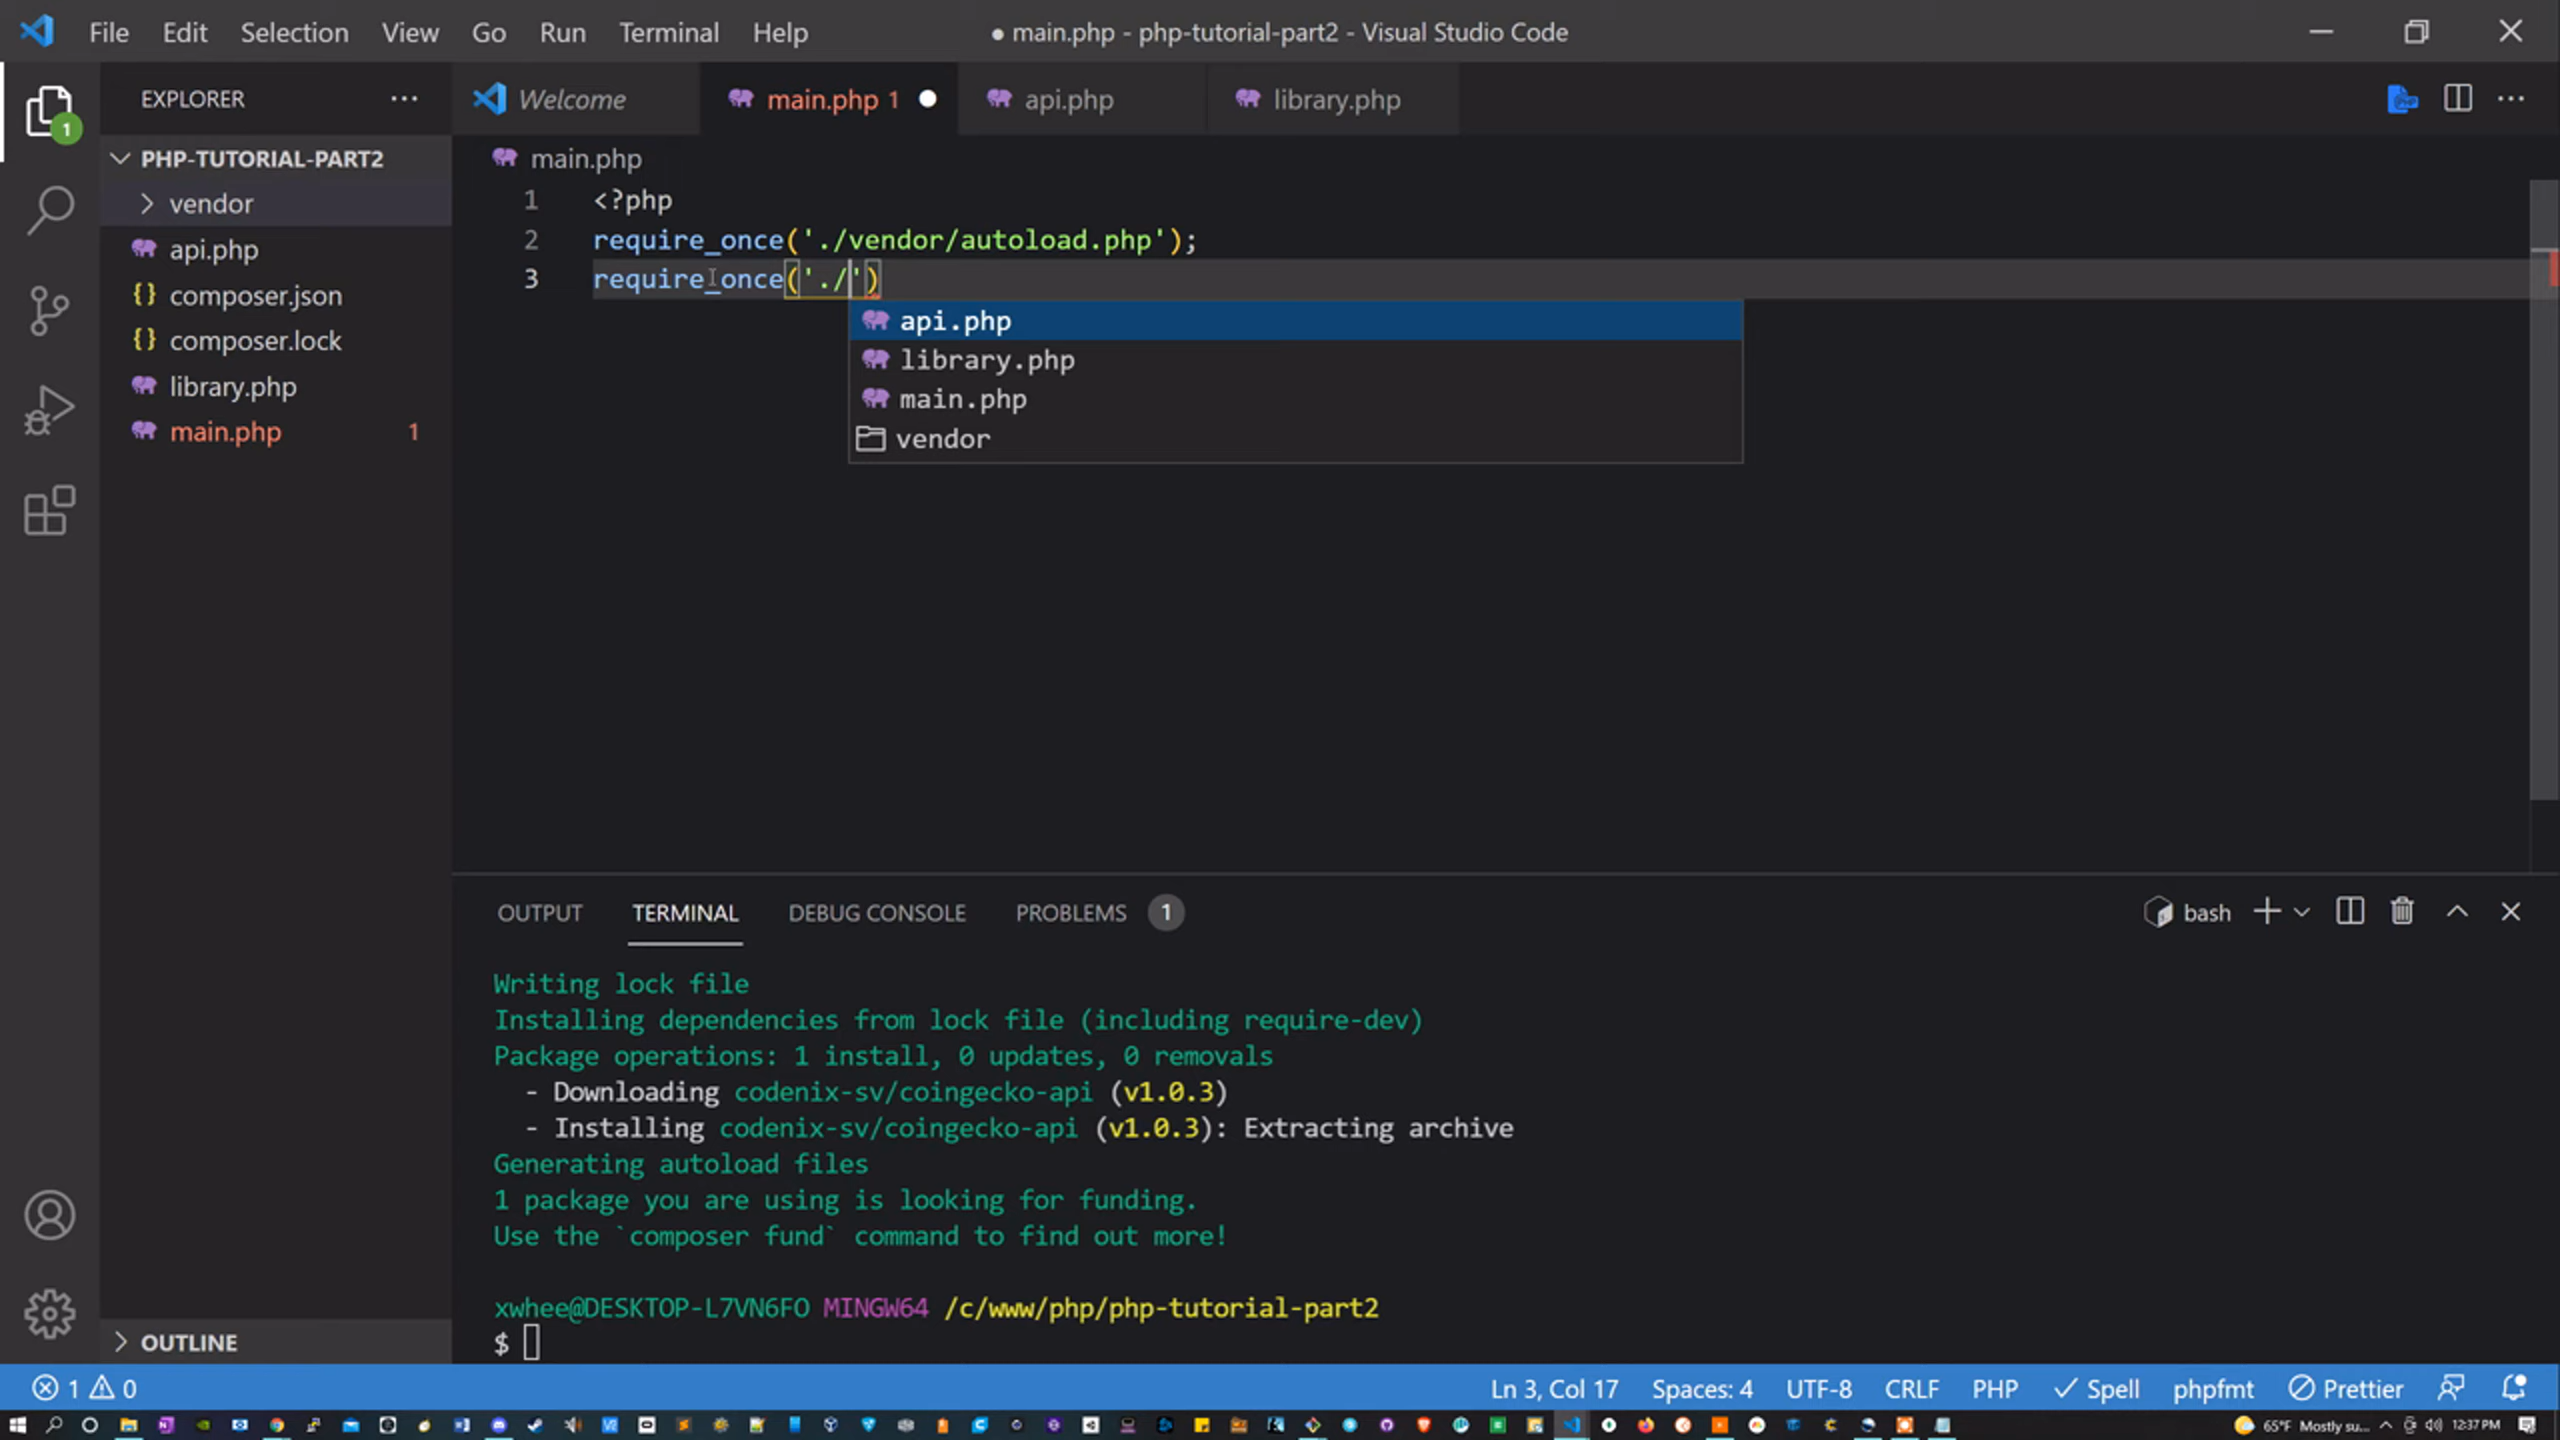 File Edit Selection View Go Run Terminal Help ● main.php - php-tutorial-part2 - Visual Studio Code
EXPLORER ··· Welcome main.php 1 api.php library.php ···
1
PHP-TUTORIAL-PART2
vendor
api.php
composer.json
composer.lock
library.php
main.php 1
OUTLINE
main.php
1 <?php
2 require_once('./vendor/autoload.php');
3 require_once('./')
api.php
library.php
main.php
vendor
OUTPUT TERMINAL DEBUG CONSOLE PROBLEMS 1 bash
Writing lock file
Installing dependencies from lock file (including require-dev)
Package operations: 1 install, 0 updates, 0 removals
- Downloading codenix-sv/coingecko-api (v1.0.3)
- Installing codenix-sv/coingecko-api (v1.0.3): Extracting archive
Generating autoload files
1 package you are using is looking for funding.
Use the `composer fund` command to find out more!
xwhee@DESKTOP-L7VN6FO MINGW64 /c/www/php/php-tutorial-part2
$
1 0 Ln 3, Col 17 Spaces: 4 UTF-8 CRLF PHP Spell phpfmt Prettier
65°F Mostly su... 12:37 PM